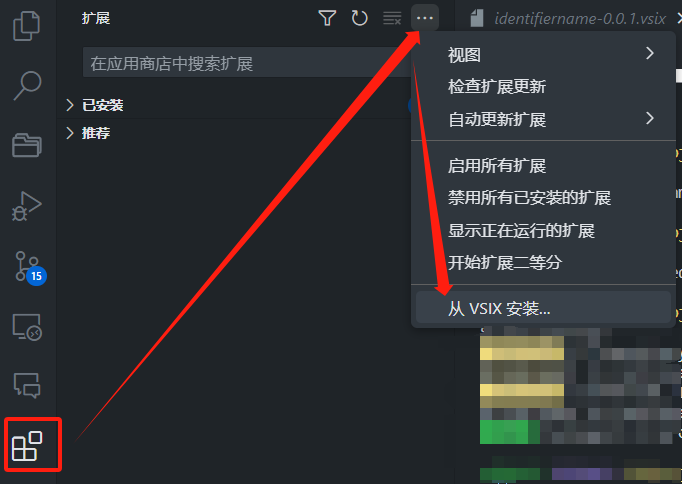 扩展
identifiername-0.0.1.vsix
在应用商店中搜索扩展
已安装
推荐
视图
检查扩展更新
自动更新扩展
启用所有扩展
禁用所有已安装的扩展
显示正在运行的扩展
开始扩展二等分
从 VSIX 安装...
15